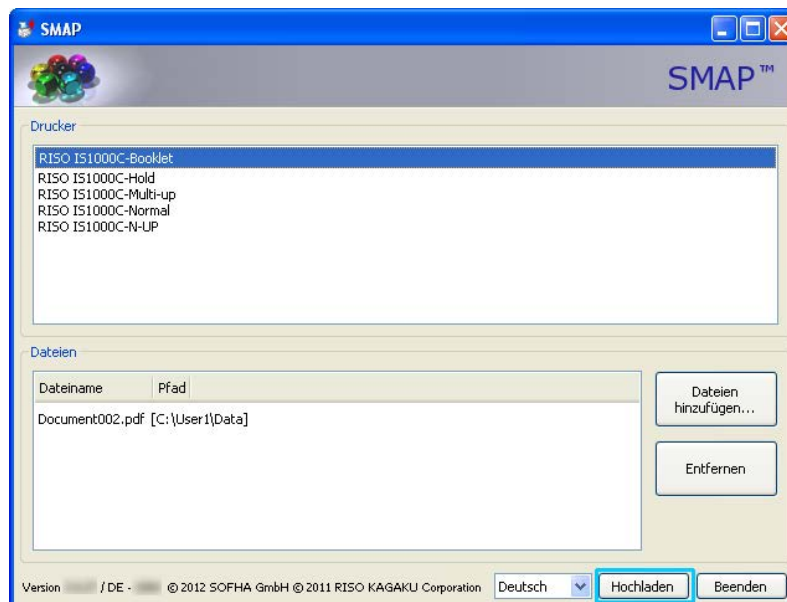 SMAP
SMAP™
Drucker
RISO IS1000C-Booklet
RISO IS1000C-Hold
RISO IS1000C-Multi-up
RISO IS1000C-Normal
RISO IS1000C-N-UP
Dateien
Dateiname Pfad
Document002.pdf [C:\User1\Data]
Dateien
hinzufügen...
Entfernen
Version / DE - © 2012 SOFHA GmbH © 2011 RISO KAGAKU Corporation Deutsch Hochladen Beenden